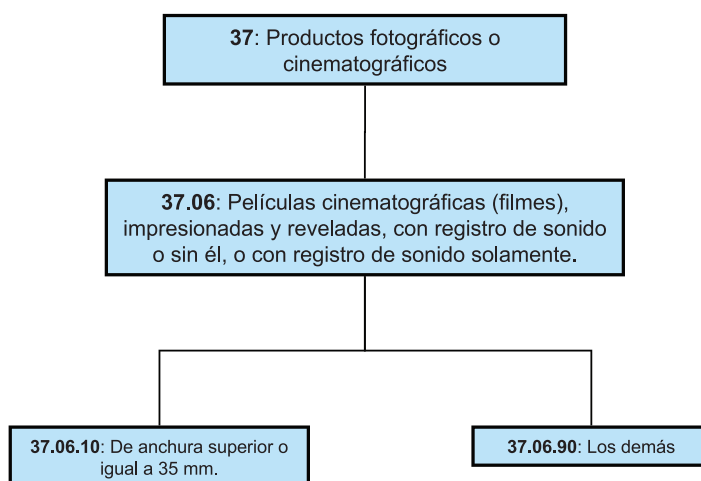 37: Productos fotográficos o
cinematográficos
37.06: Películas cinematográficas (filmes),
impresionadas y reveladas, con registro de sonido
o sin él, o con registro de sonido solamente.
37.06.10: De anchura superior o
igual a 35 mm.
37.06.90: Los demás